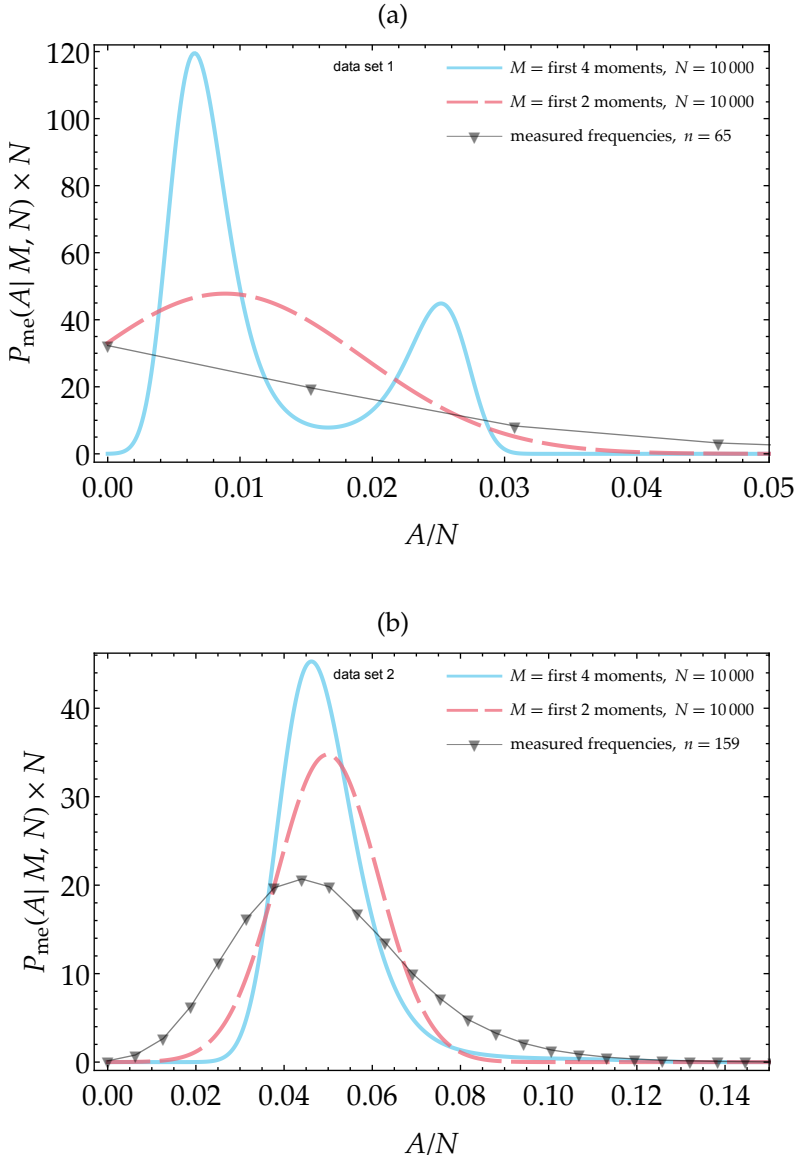 (a)
data set 1
M = first 4 moments, N = 10 000
M = first 2 moments, N = 10 000
measured frequencies, n = 65
P_me(A| M, N) × N
120
100
80
60
40
20
0
0.00 0.01 0.02 0.03 0.04 0.05
A/N
(b)
data set 2
M = first 4 moments, N = 10 000
M = first 2 moments, N = 10 000
measured frequencies, n = 159
P_me(A| M, N) × N
40
30
20
10
0
0.00 0.02 0.04 0.06 0.08 0.10 0.12 0.14
A/N